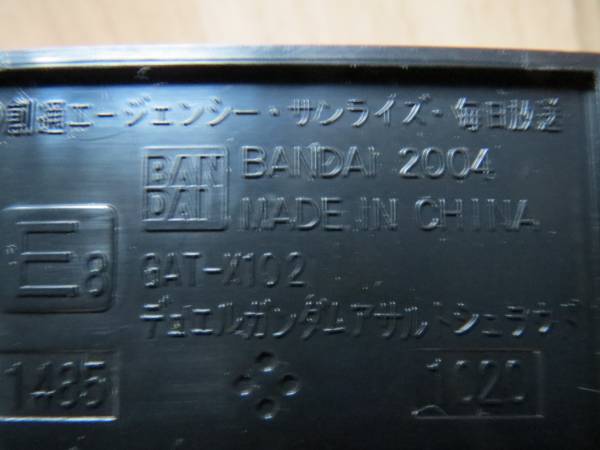 創通エージェンシー・サンライズ・毎日放送
BAN
DAI
BANDAI 2004
MADE IN CHINA
E8
GAT-X102
デュエルガンダムアサルトシュラウド
1485
1020